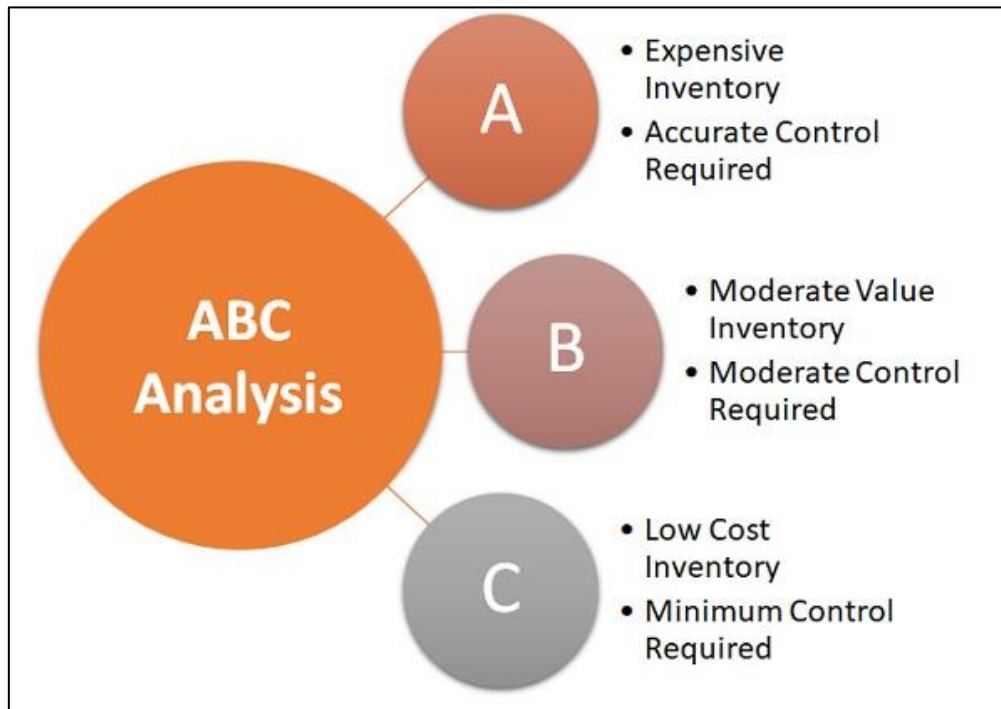 ABC
Analysis
A
• Expensive
Inventory
• Accurate Control
Required
B
• Moderate Value
Inventory
• Moderate Control
Required
C
• Low Cost
Inventory
• Minimum Control
Required